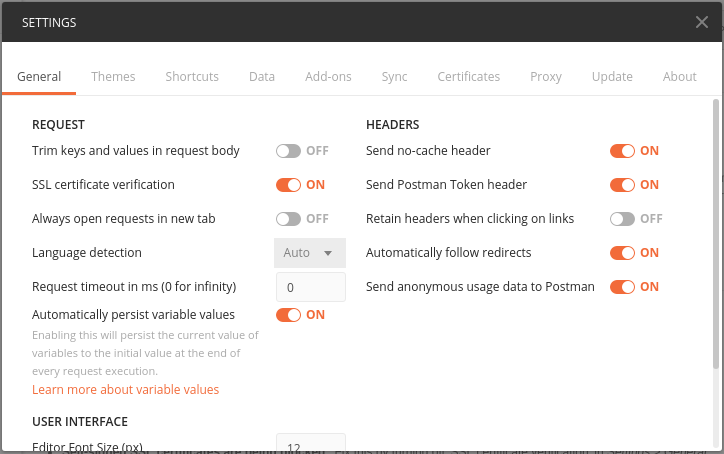 SETTINGS
General Themes Shortcuts Data Add-ons Sync Certificates Proxy Update About
REQUEST
Trim keys and values in request body OFF
SSL certificate verification ON
Always open requests in new tab OFF
Language detection Auto
Request timeout in ms (0 for infinity) 0
Automatically persist variable values ON
Enabling this will persist the current value of
variables to the initial value at the end of
every request execution.
Learn more about variable values
USER INTERFACE
Editor Font Size (px) 12
HEADERS
Send no-cache header ON
Send Postman Token header ON
Retain headers when clicking on links OFF
Automatically follow redirects ON
Send anonymous usage data to Postman ON